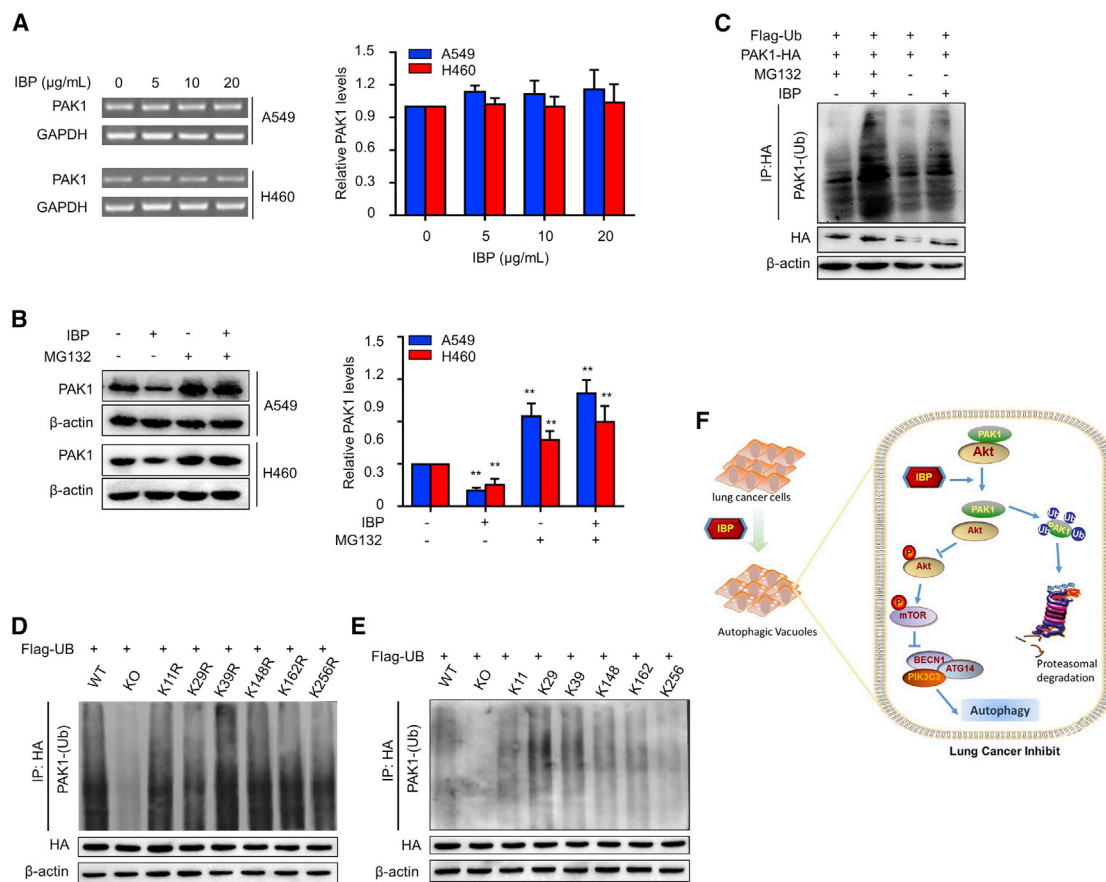 A
IBP (μg/mL) 0 5 10 20
PAK1
GAPDH
A549
PAK1
GAPDH
H460
Relative PAK1 levels
1.5
1.2
0.9
0.6
0.3
0
A549
H460
0 5 10 20
IBP (μg/mL)
B
IBP - + - +
MG132 - - + +
PAK1
β-actin
A549
PAK1
β-actin
H460
Relative PAK1 levels
1.5
1.2
0.9
0.6
0.3
0
A549
H460
** ** ** ** ** **
IBP - + - +
MG132 - - + +
C
Flag-Ub + + + +
PAK1-HA + + + +
MG132 + + - -
IBP - + - +
IP:HA
PAK1-(Ub)
HA
β-actin
D
Flag-UB + + + + + + + +
WT KO K11R K29R K39R K148R K162R K256R
IP: HA
PAK1-(Ub)
HA
β-actin
E
Flag-UB + + + + + + + +
WT KO K11 K29 K39 K148 K162 K256
IP: HA
PAK1-(Ub)
HA
β-actin
F
lung cancer cells
IBP
Autophagic Vacuoles
PAK1
Akt
IBP
PAK1
Akt
Ub Ub
Ub PAK1 Ub
P
Akt
P
mTOR
BECN1
ATG14
PIK3C3
Autophagy
Proteasomal
degradation
Lung Cancer Inhibit